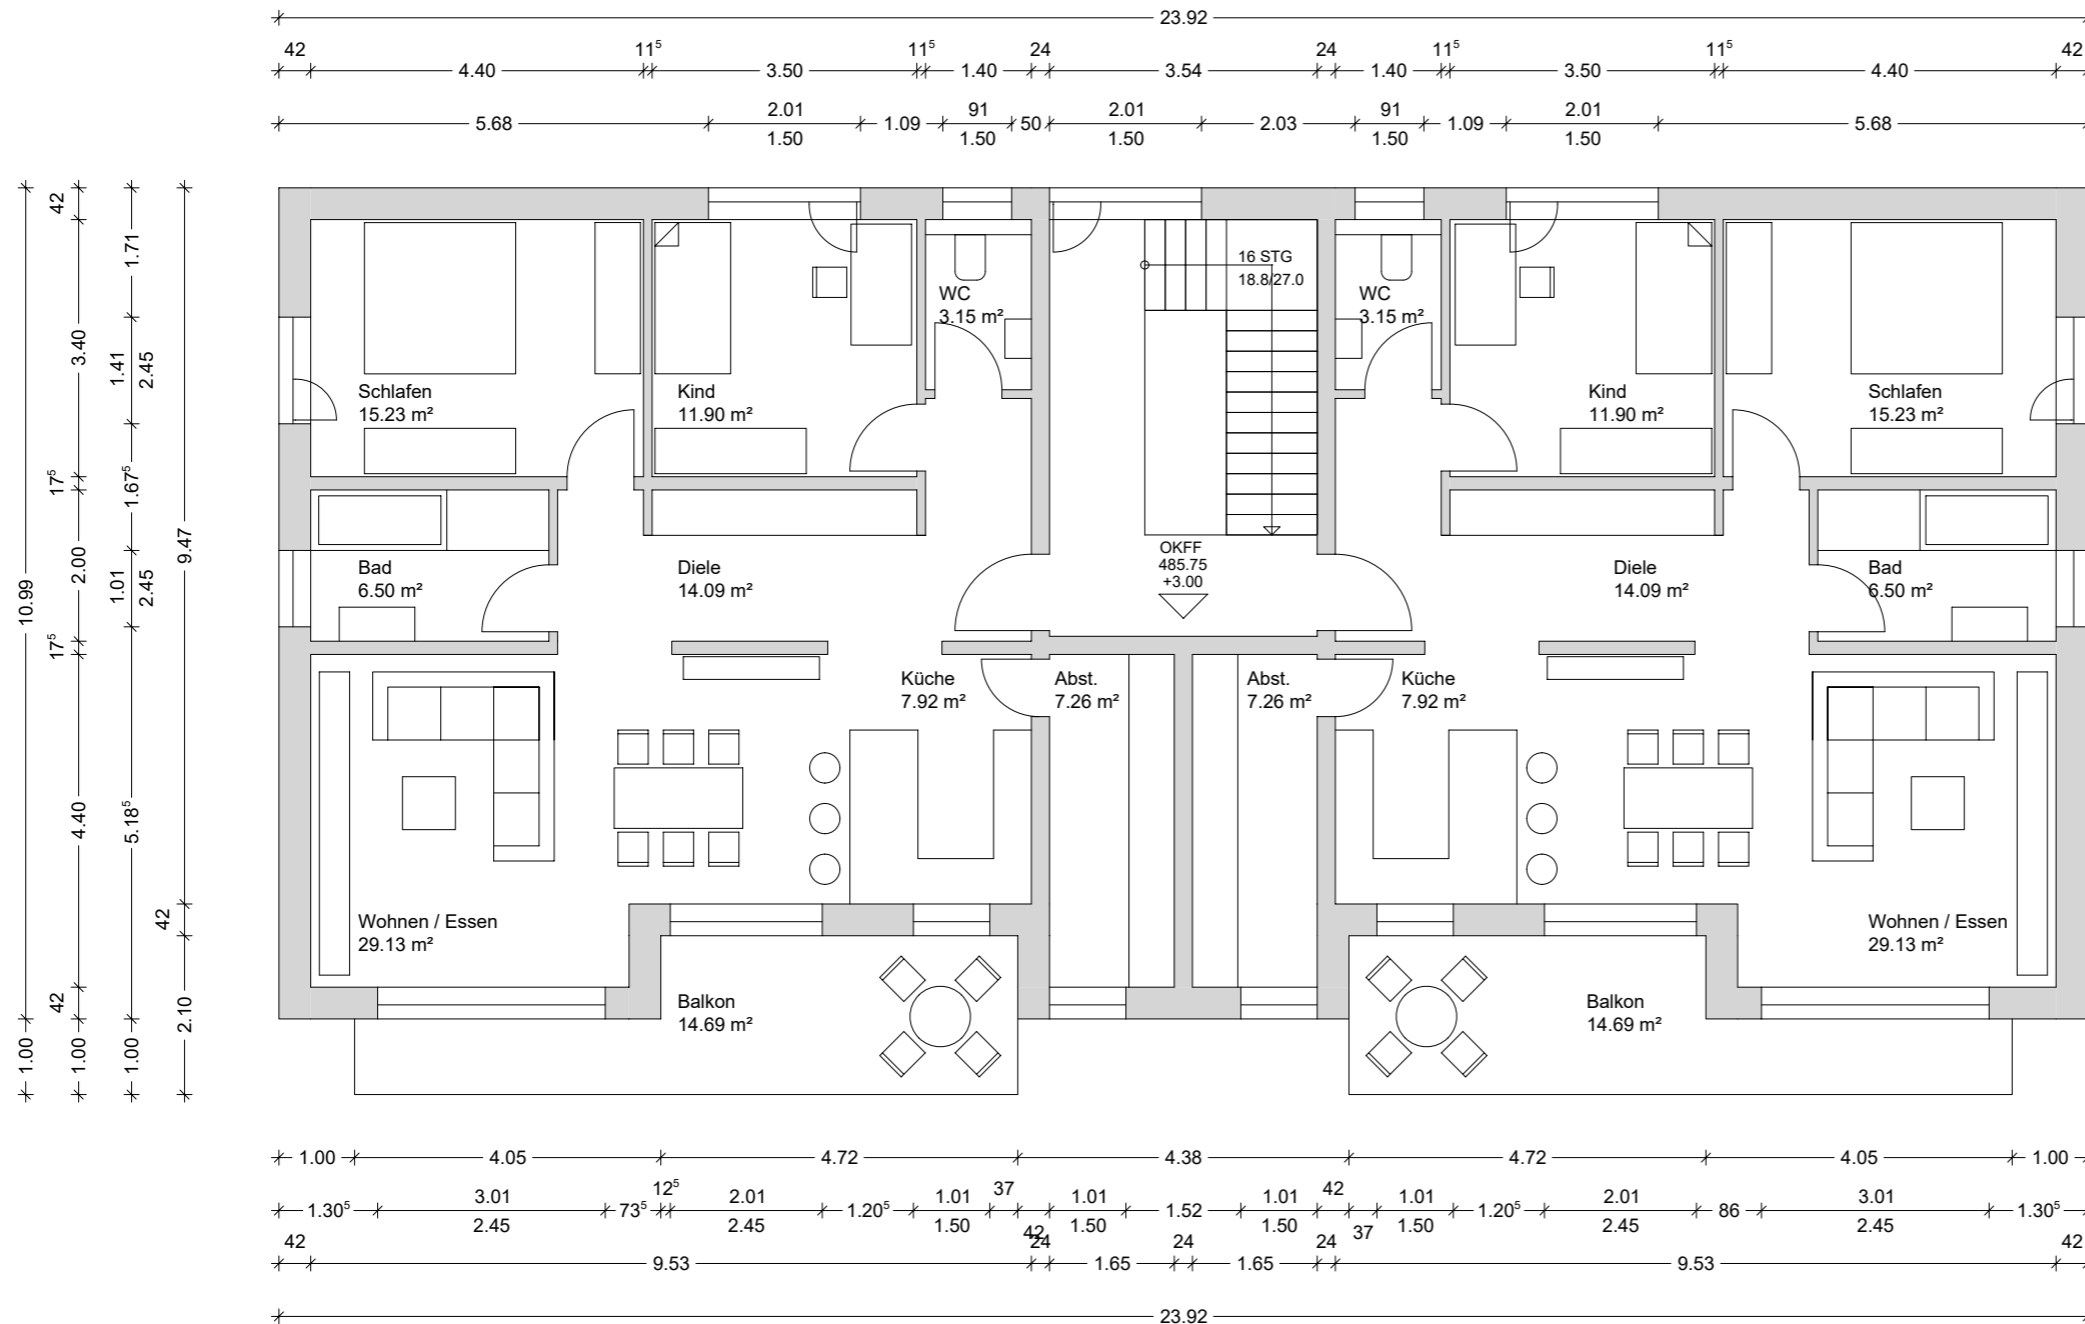 23.92
42 11⁵ 11⁵ 24 24 11⁵ 11⁵ 42
4.40 3.50 1.40 3.54 1.40 3.50 4.40
2.01 91 2.01 91 2.01
5.68 1.09 50 2.03 1.09 5.68
1.50 1.50 1.50 1.50 1.50
42
1.71
3.40
1.41
2.45
17⁵
1.67⁵
9.47
2.00
1.01
2.45
10.99
17⁵
4.40
5.18⁵
42
42
2.10
1.00
1.00
1.00
16 STG
18.8/27.0
WC
3.15 m²
WC
3.15 m²
Schlafen
15.23 m²
Kind
11.90 m²
Kind
11.90 m²
Schlafen
15.23 m²
OKFF
485.75
+3.00
Bad
6.50 m²
Diele
14.09 m²
Diele
14.09 m²
Bad
6.50 m²
Küche
7.92 m²
Abst.
7.26 m²
Abst.
7.26 m²
Küche
7.92 m²
Wohnen / Essen
29.13 m²
Wohnen / Essen
29.13 m²
Balkon
14.69 m²
Balkon
14.69 m²
1.00 4.05 4.72 4.38 4.72 4.05 1.00
12⁵ 37 42
3.01 2.01 1.01 1.01 1.01 1.01 2.01 3.01
1.30⁵ 73⁵ 1.20⁵ 1.52 1.20⁵ 86 1.30⁵
2.45 2.45 1.50 1.50 1.50 1.50 2.45 2.45
42 37
42 24 24 24 42
9.53 1.65 1.65 9.53
23.92